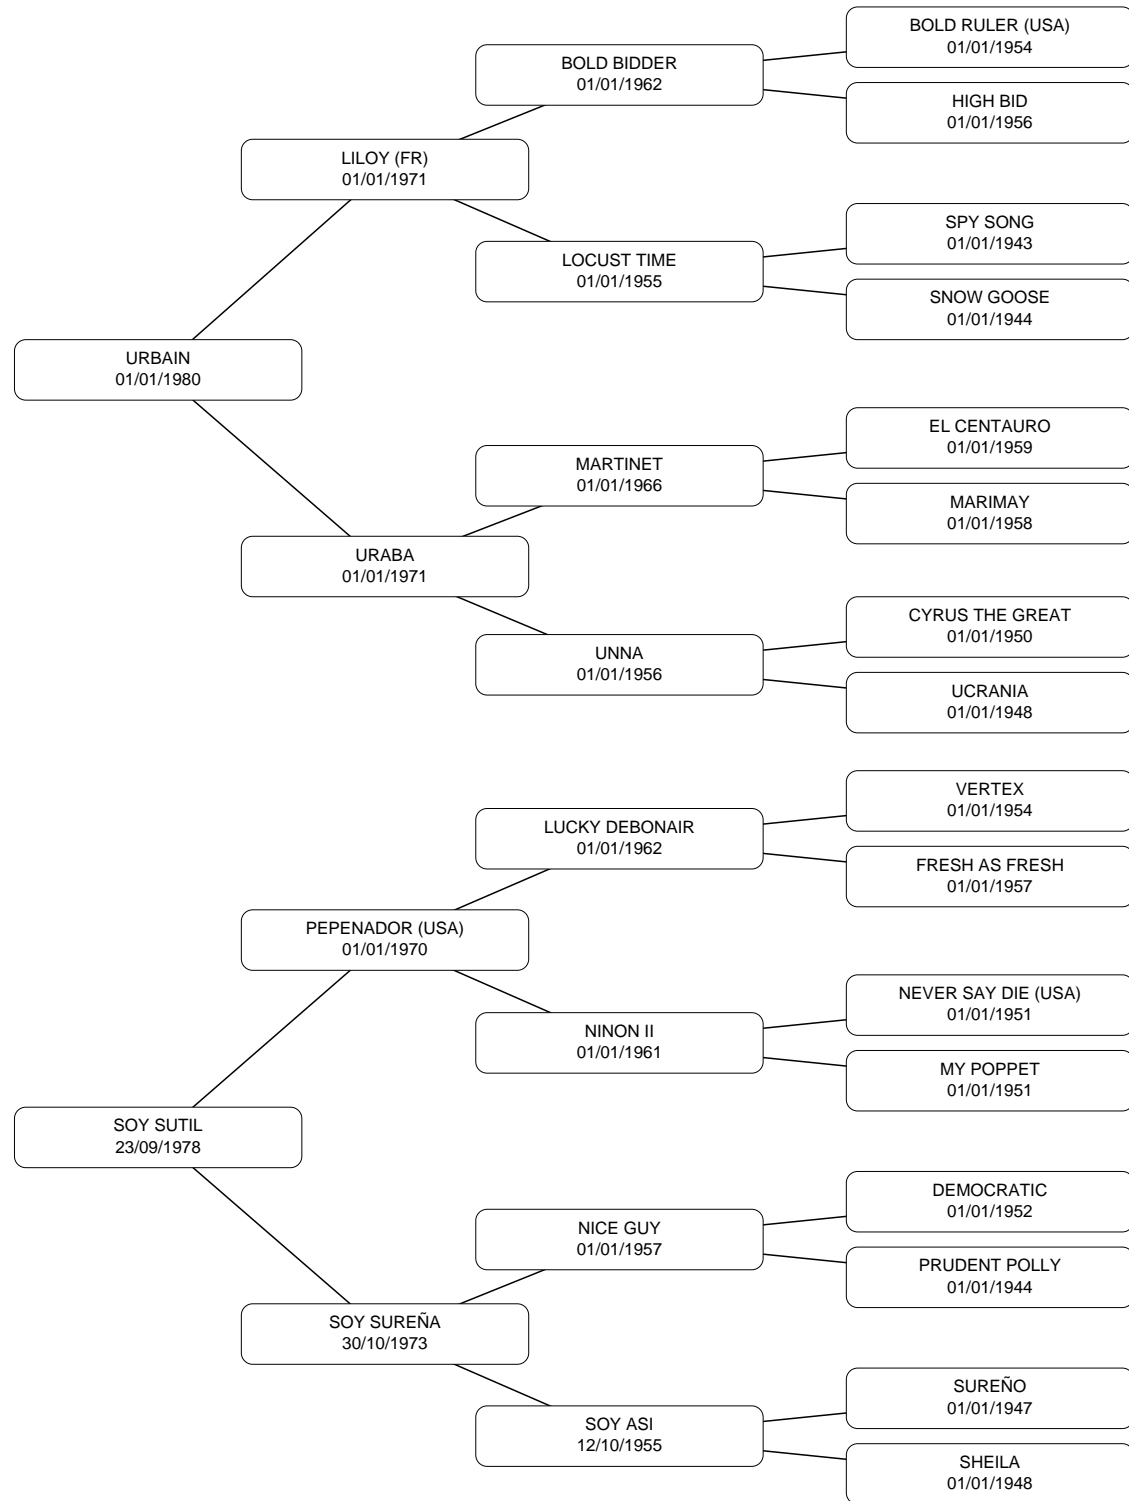 BOLD RULER (USA)
01/01/1954
BOLD BIDDER
01/01/1962
HIGH BID
01/01/1956
LILOY (FR)
01/01/1971
SPY SONG
01/01/1943
LOCUST TIME
01/01/1955
SNOW GOOSE
01/01/1944
URBAIN
01/01/1980
EL CENTAURO
01/01/1959
MARTINET
01/01/1966
MARIMAY
01/01/1958
URABA
01/01/1971
CYRUS THE GREAT
01/01/1950
UNNA
01/01/1956
UCRANIA
01/01/1948
VERTEX
01/01/1954
LUCKY DEBONAIR
01/01/1962
FRESH AS FRESH
01/01/1957
PEPENADOR (USA)
01/01/1970
NEVER SAY DIE (USA)
01/01/1951
NINON II
01/01/1961
MY POPPET
01/01/1951
SOY SUTIL
23/09/1978
DEMOCRATIC
01/01/1952
NICE GUY
01/01/1957
PRUDENT POLLY
01/01/1944
SOY SUREÑA
30/10/1973
SUREÑO
01/01/1947
SOY ASI
12/10/1955
SHEILA
01/01/1948